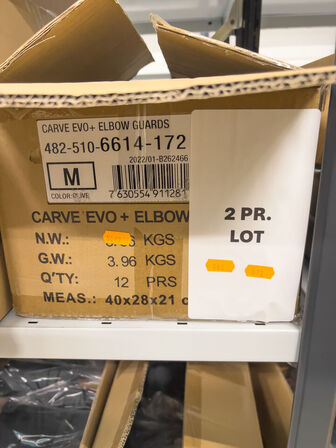 CARVE EVO+ ELBOW GUARDS
482-510-6614-172
2022/01-B262466
M
COLOR:OLIVE
7 630554 911281
CARVE EVO + ELBOW
N.W.: KGS
G.W.: 3.96 KGS
Q'TY: 12 PRS
MEAS.: 40x28x21 c
2 PR.
LOT